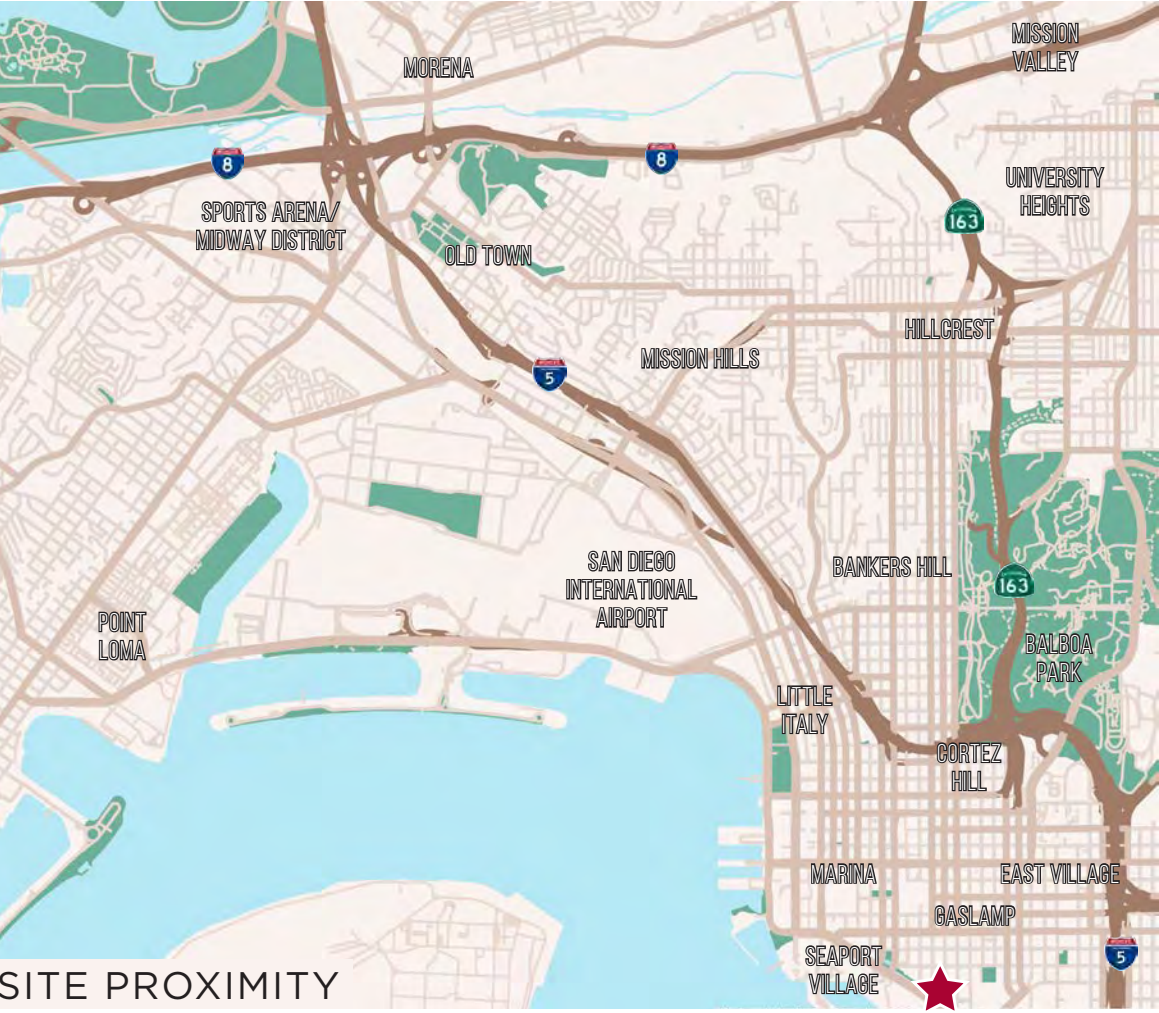 MISSION
VALLEY
MORENA
8
8
UNIVERSITY
HEIGHTS
163
SPORTS ARENA/
MIDWAY DISTRICT
OLD TOWN
HILLCREST
MISSION HILLS
5
SAN DIEGO
INTERNATIONAL
AIRPORT
BANKERS HILL
163
POINT
LOMA
BALBOA
PARK
LITTLE
ITALY
CORTEZ
HILL
MARINA
EAST VILLAGE
GASLAMP
SEAPORT
VILLAGE
5
SITE PROXIMITY